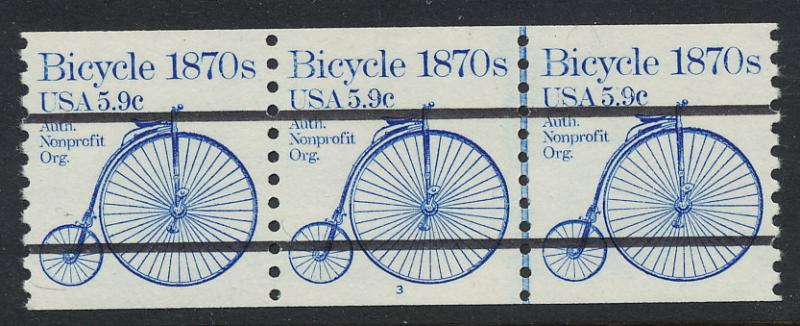 Bicycle 1870s
USA 5.9c
Auth.
Nonprofit
Org.
Bicycle 1870s
USA 5.9c
Auth.
Nonprofit
Org.
3
Bicycle 1870s
USA 5.9c
Auth.
Nonprofit
Org.